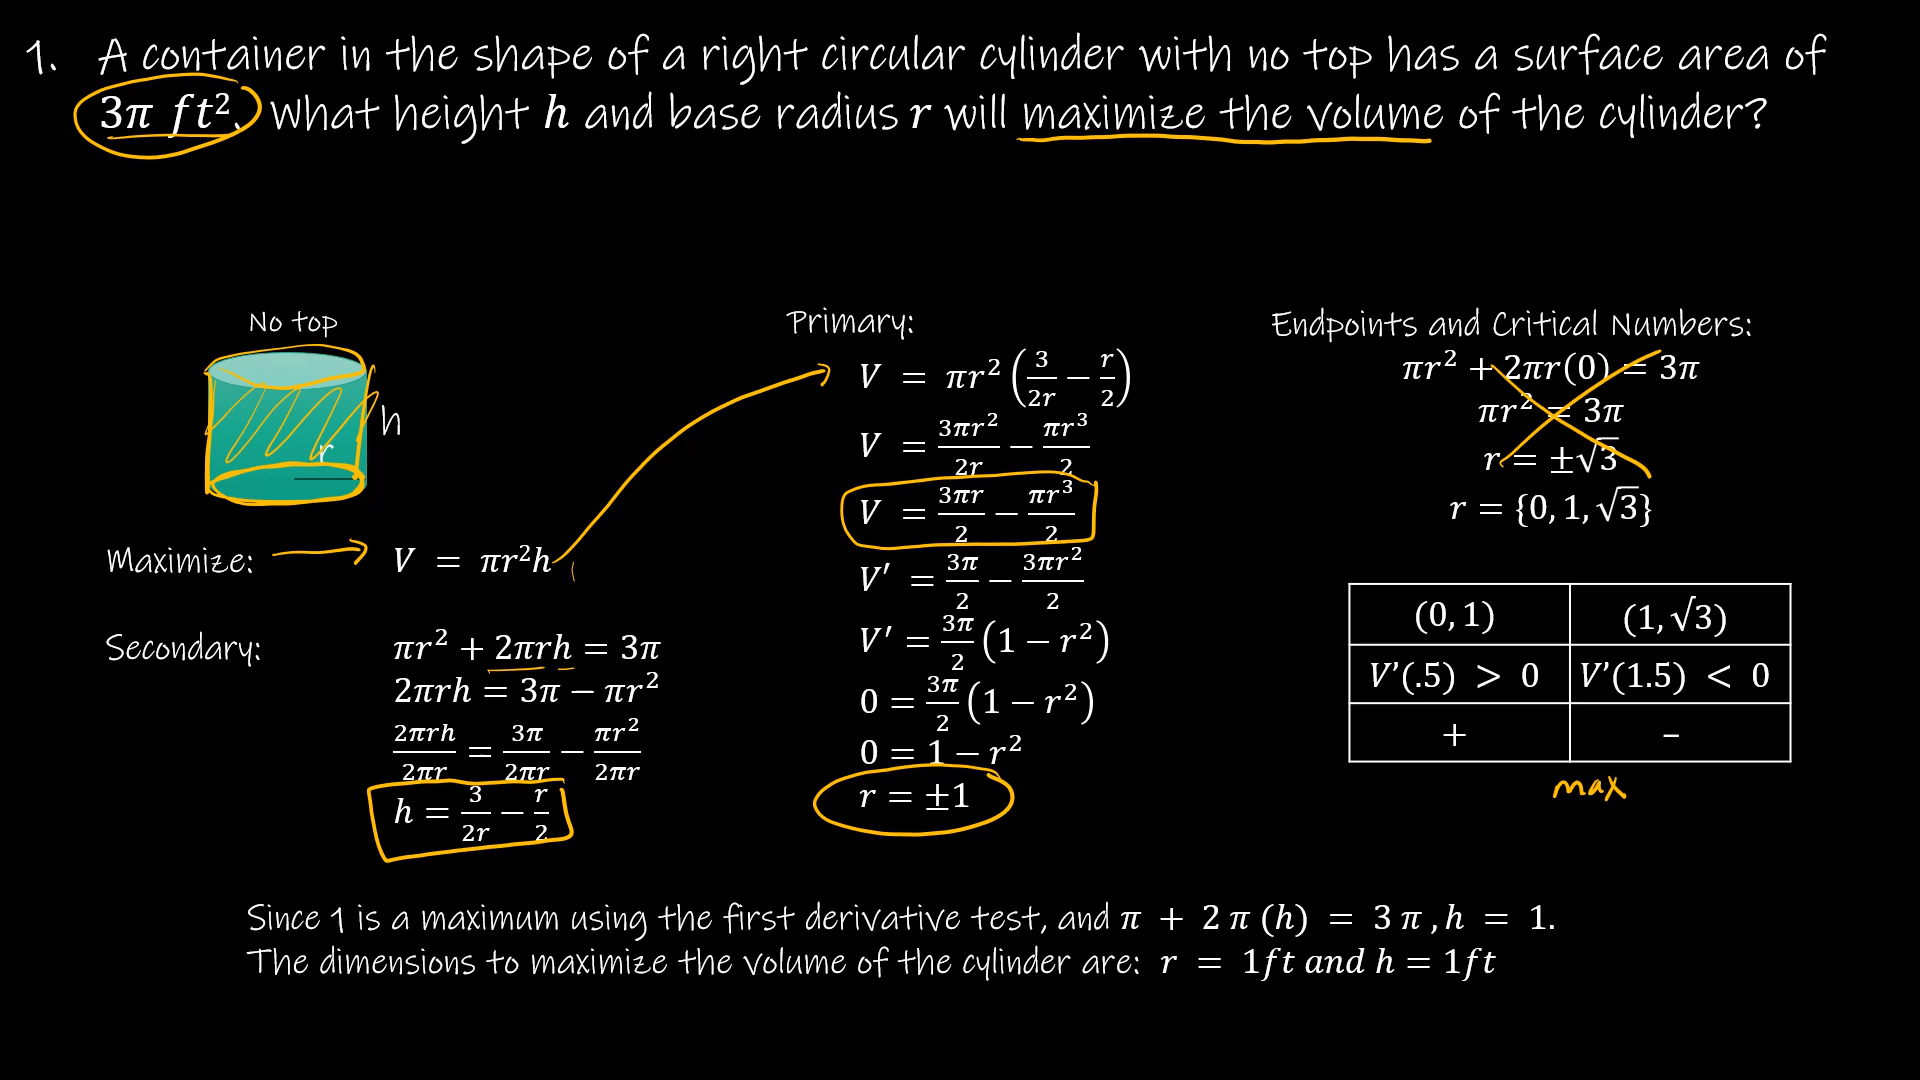 1. A container in the shape of a right circular cylinder with no top has a surface area of
3π ft². What height h and base radius r will maximize the volume of the cylinder?
No top
h
r
Maximize: V = πr²h
Secondary: πr² + 2πrh = 3π
2πrh = 3π − πr²
2πrh/2πr = 3π/2πr − πr²/2πr
h = 3/2r − r/2
Primary:
V = πr² (3/2r − r/2)
V = 3πr²/2r − πr³/2
V = 3πr/2 − πr³/2
V′ = 3π/2 − 3πr²/2
V′ = 3π/2 (1 − r²)
0 = 3π/2 (1 − r²)
0 = 1 − r²
r = ±1
Endpoints and Critical Numbers:
πr² + 2πr(0) = 3π
πr² = 3π
r = ±√3
r = {0, 1, √3}
(0, 1) (1, √3)
V’(.5) > 0 V’(1.5) < 0
+ –
max
Since 1 is a maximum using the first derivative test, and π + 2 π (h) = 3 π , h = 1.
The dimensions to maximize the volume of the cylinder are: r = 1ft and h = 1ft